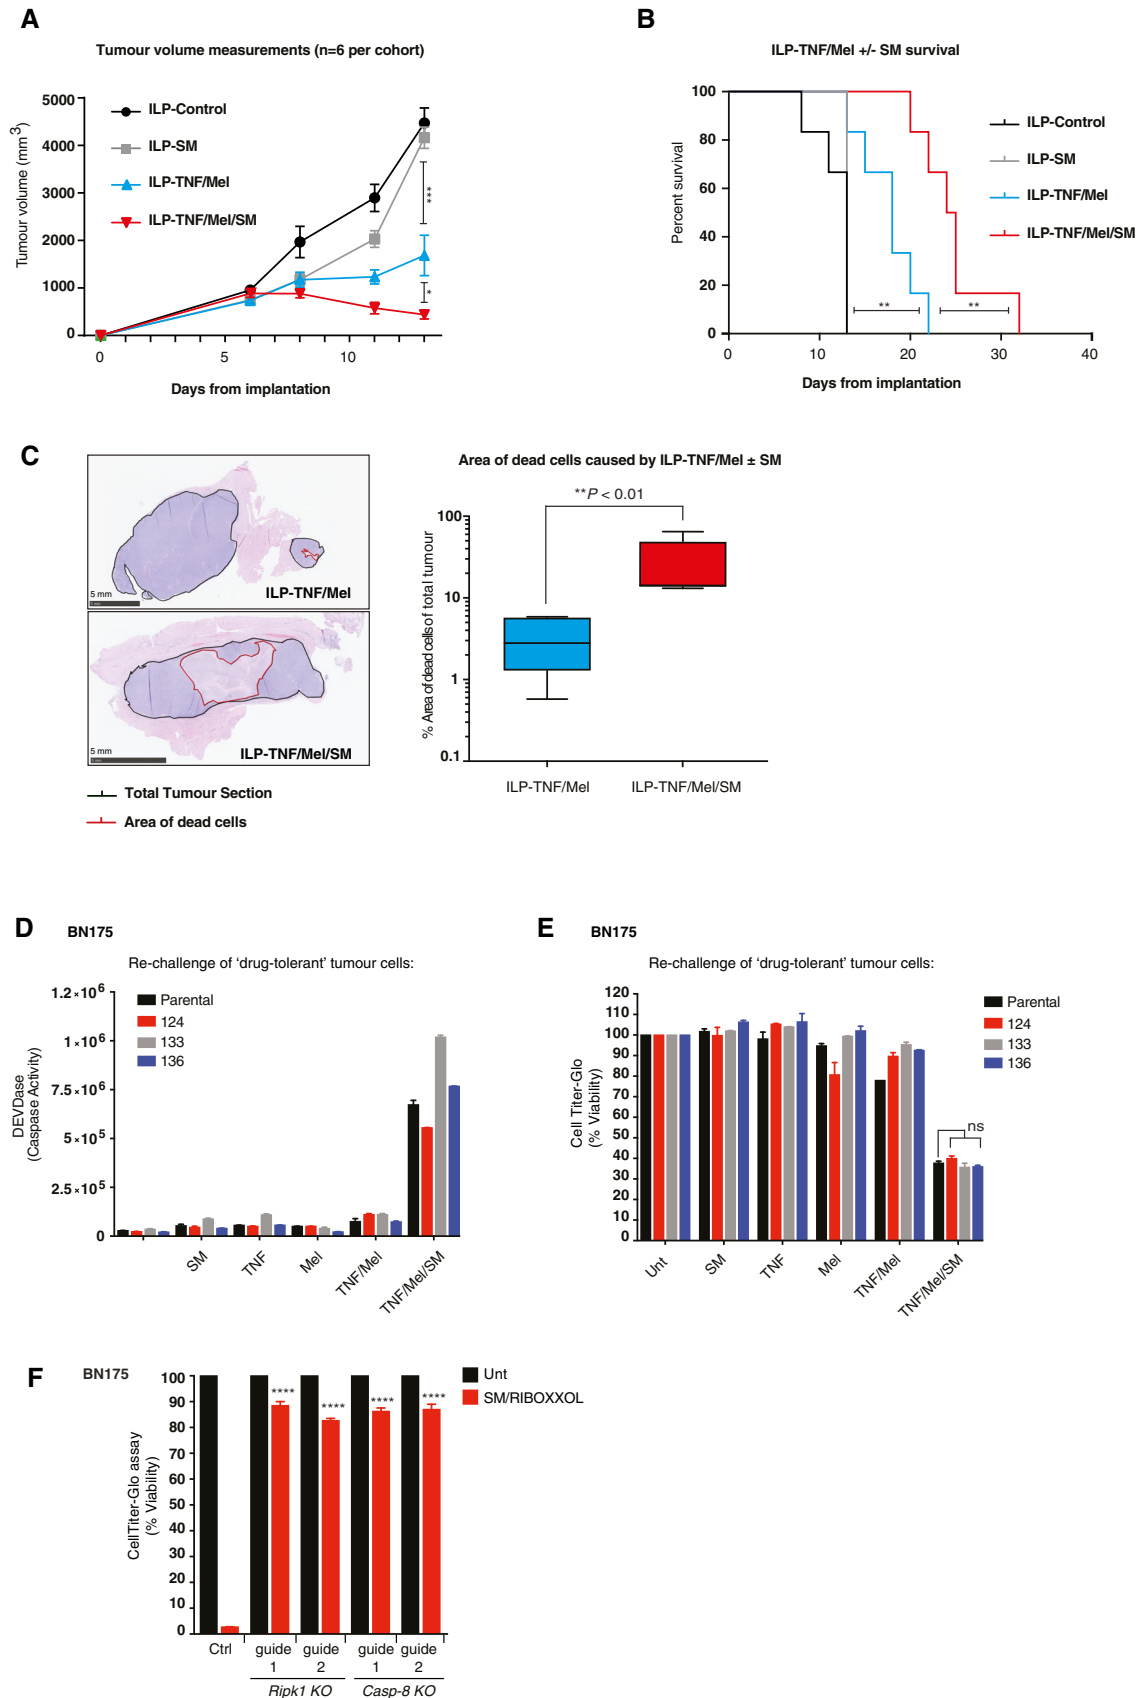 A
Tumour volume measurements (n=6 per cohort)
5000
4000
3000
2000
1000
0
Tumour volume (mm3)
ILP-Control
ILP-SM
ILP-TNF/Mel
ILP-TNF/Mel/SM
***
*
0 5 10
Days from implantation
B
ILP-TNF/Mel +/- SM survival
100
80
60
40
20
0
Percent survival
ILP-Control
ILP-SM
ILP-TNF/Mel
ILP-TNF/Mel/SM
** **
0 10 20 30 40
Days from implantation
C
5 mm
ILP-TNF/Mel
5 mm
ILP-TNF/Mel/SM
Total Tumour Section
Area of dead cells
Area of dead cells caused by ILP-TNF/Mel ± SM
**P < 0.01
100
10
1
0.1
% Area of dead cells of total tumour
ILP-TNF/Mel ILP-TNF/Mel/SM
D BN175
Re-challenge of ‘drug-tolerant’ tumour cells:
1.2×10⁶
1×10⁶
7.5×10⁶
5×10⁵
2.5×10⁵
0
DEVDase
(Caspase Activity)
Parental
124
133
136
SM TNF Mel TNF/Mel TNF/Mel/SM
E BN175
Re-challenge of ‘drug-tolerant’ tumour cells:
120
110
100
90
80
70
60
50
40
30
20
10
0
Cell Titer-Glo
(% Viability)
Parental
124
133
136
ns
Unt SM TNF Mel TNF/Mel TNF/Mel/SM
F BN175
100
90
80
70
60
50
40
30
20
10
0
CellTiter-Glo assay
(% Viability)
Unt
SM/RIBOXXOL
**** **** **** ****
Ctrl guide 1 guide 2 guide 1 guide 2
Ripk1 KO Casp-8 KO